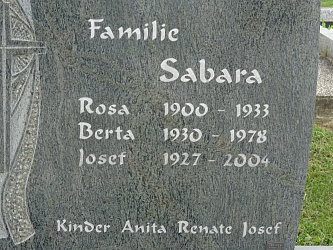 Familie
Sabara
Rosa 1900 - 1933
Berta 1930 - 1978
Josef 1927 - 2004
Kinder Anita Renate Josef